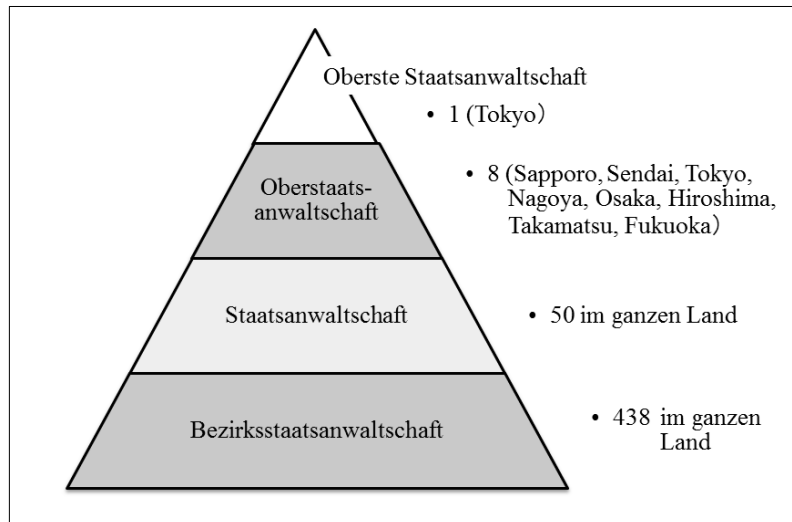 Oberste Staatsanwaltschaft
• 1 (Tokyo）
Oberstaats-
anwaltschaft
• 8 (Sapporo, Sendai, Tokyo,
Nagoya, Osaka, Hiroshima,
Takamatsu, Fukuoka）
Staatsanwaltschaft
• 50 im ganzen Land
Bezirksstaatsanwaltschaft
• 438 im ganzen
Land